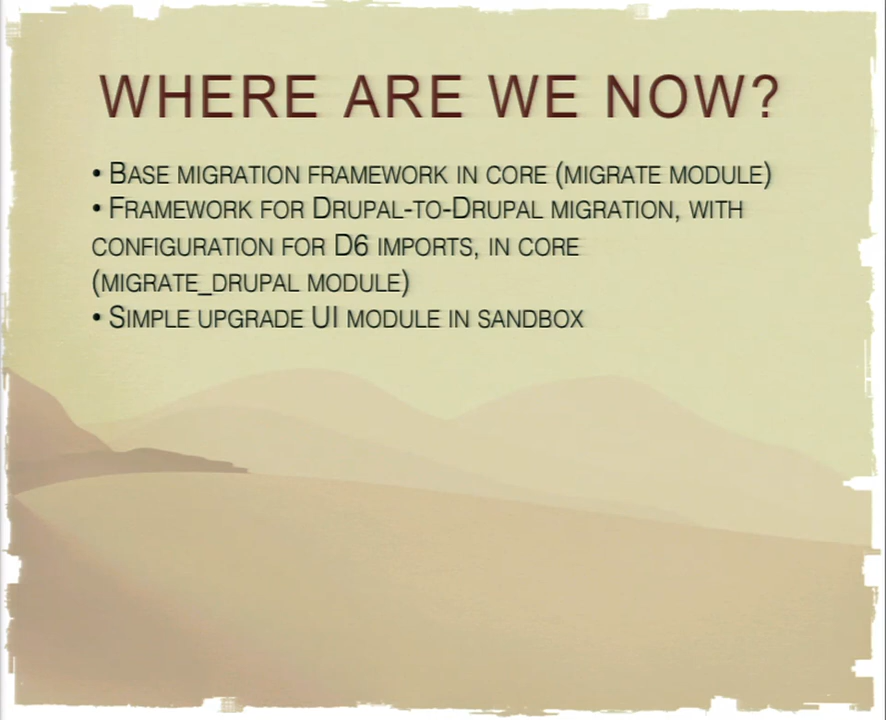 WHERE ARE WE NOW?
• BASE MIGRATION FRAMEWORK IN CORE (MIGRATE MODULE)
• FRAMEWORK FOR DRUPAL-TO-DRUPAL MIGRATION, WITH
CONFIGURATION FOR D6 IMPORTS, IN CORE
(MIGRATE_DRUPAL MODULE)
• SIMPLE UPGRADE UI MODULE IN SANDBOX